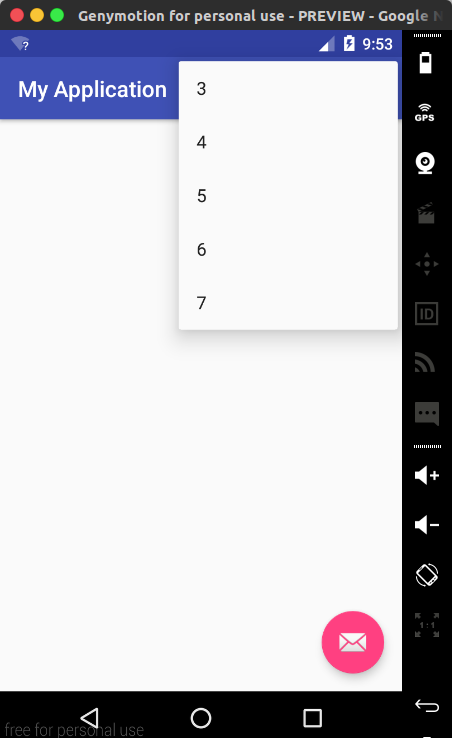 Genymotion for personal use - PREVIEW - Google N
9:53
My Application
3
4
5
6
7
GPS
ID
1:1
free for personal use